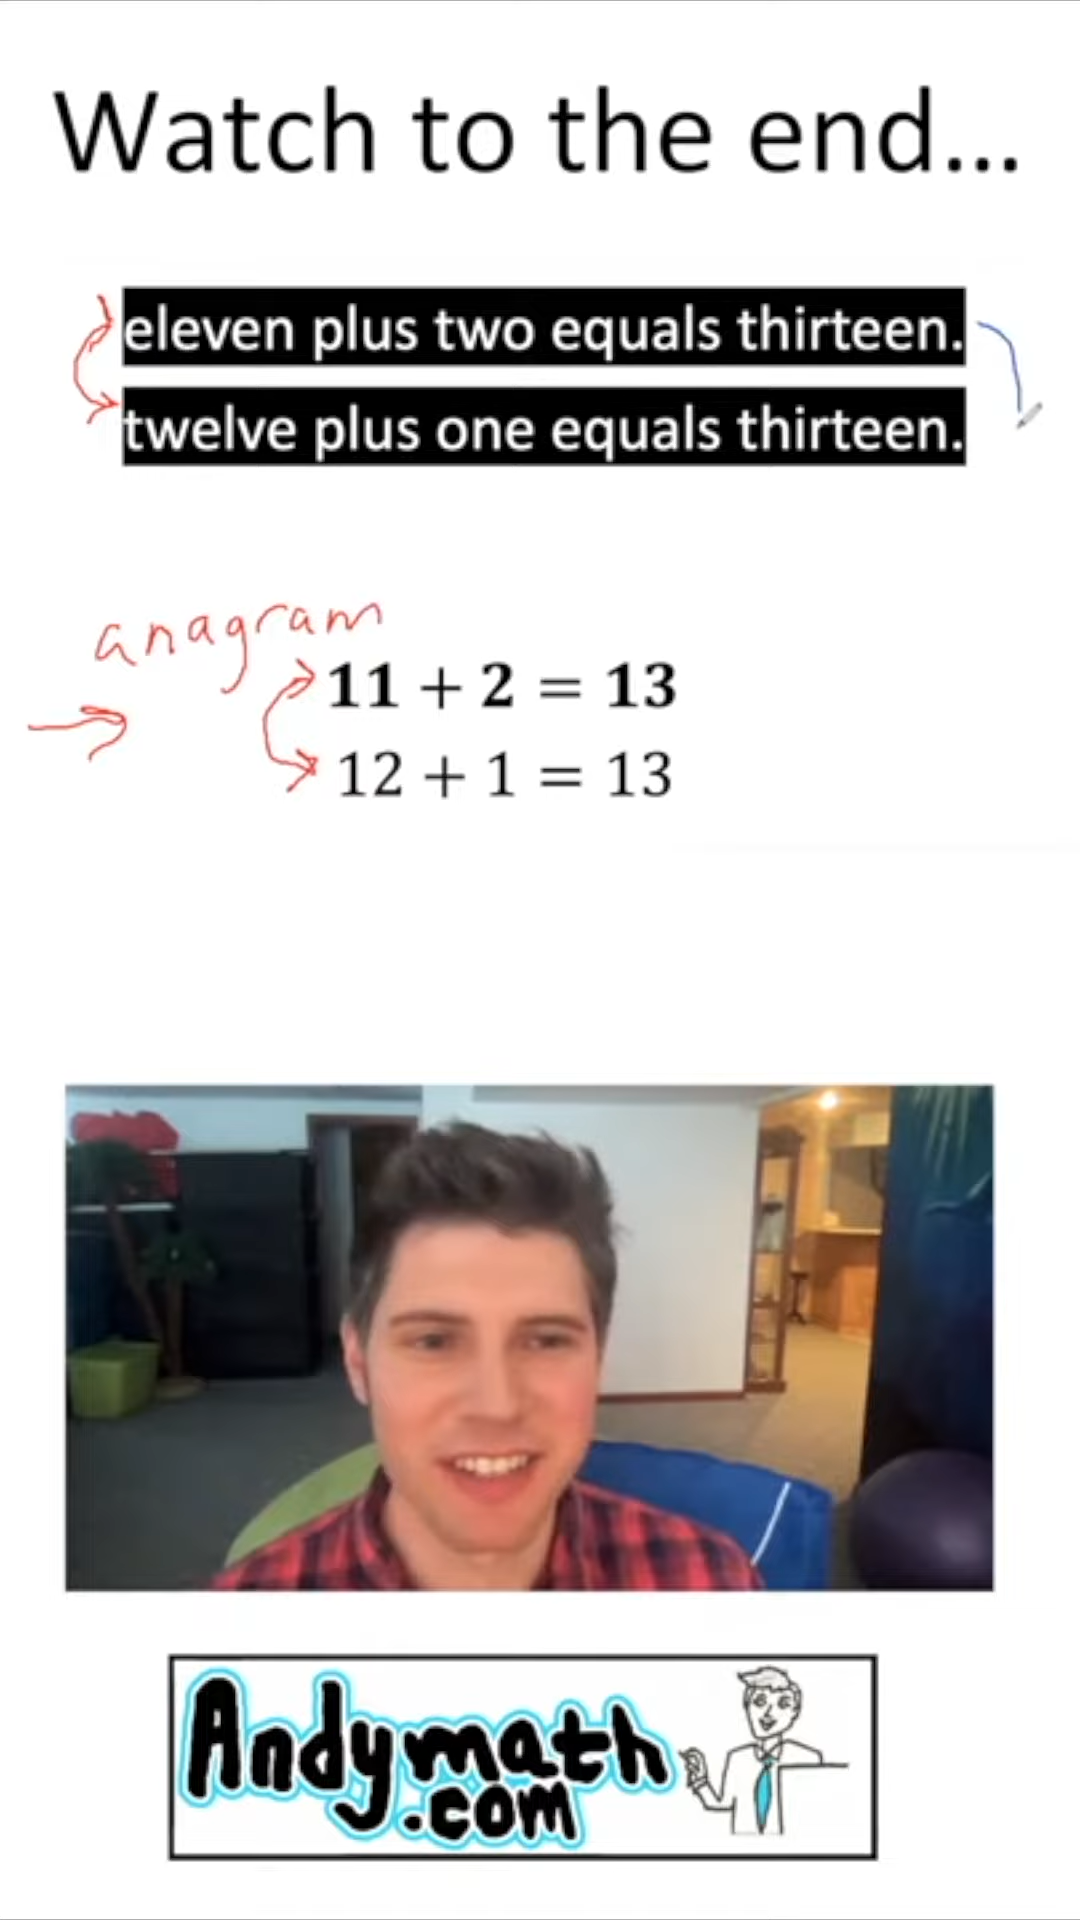 Watch to the end...
eleven plus two equals thirteen.
twelve plus one equals thirteen.
anagram
11 + 2 = 13
12 + 1 = 13
Andymath
.com